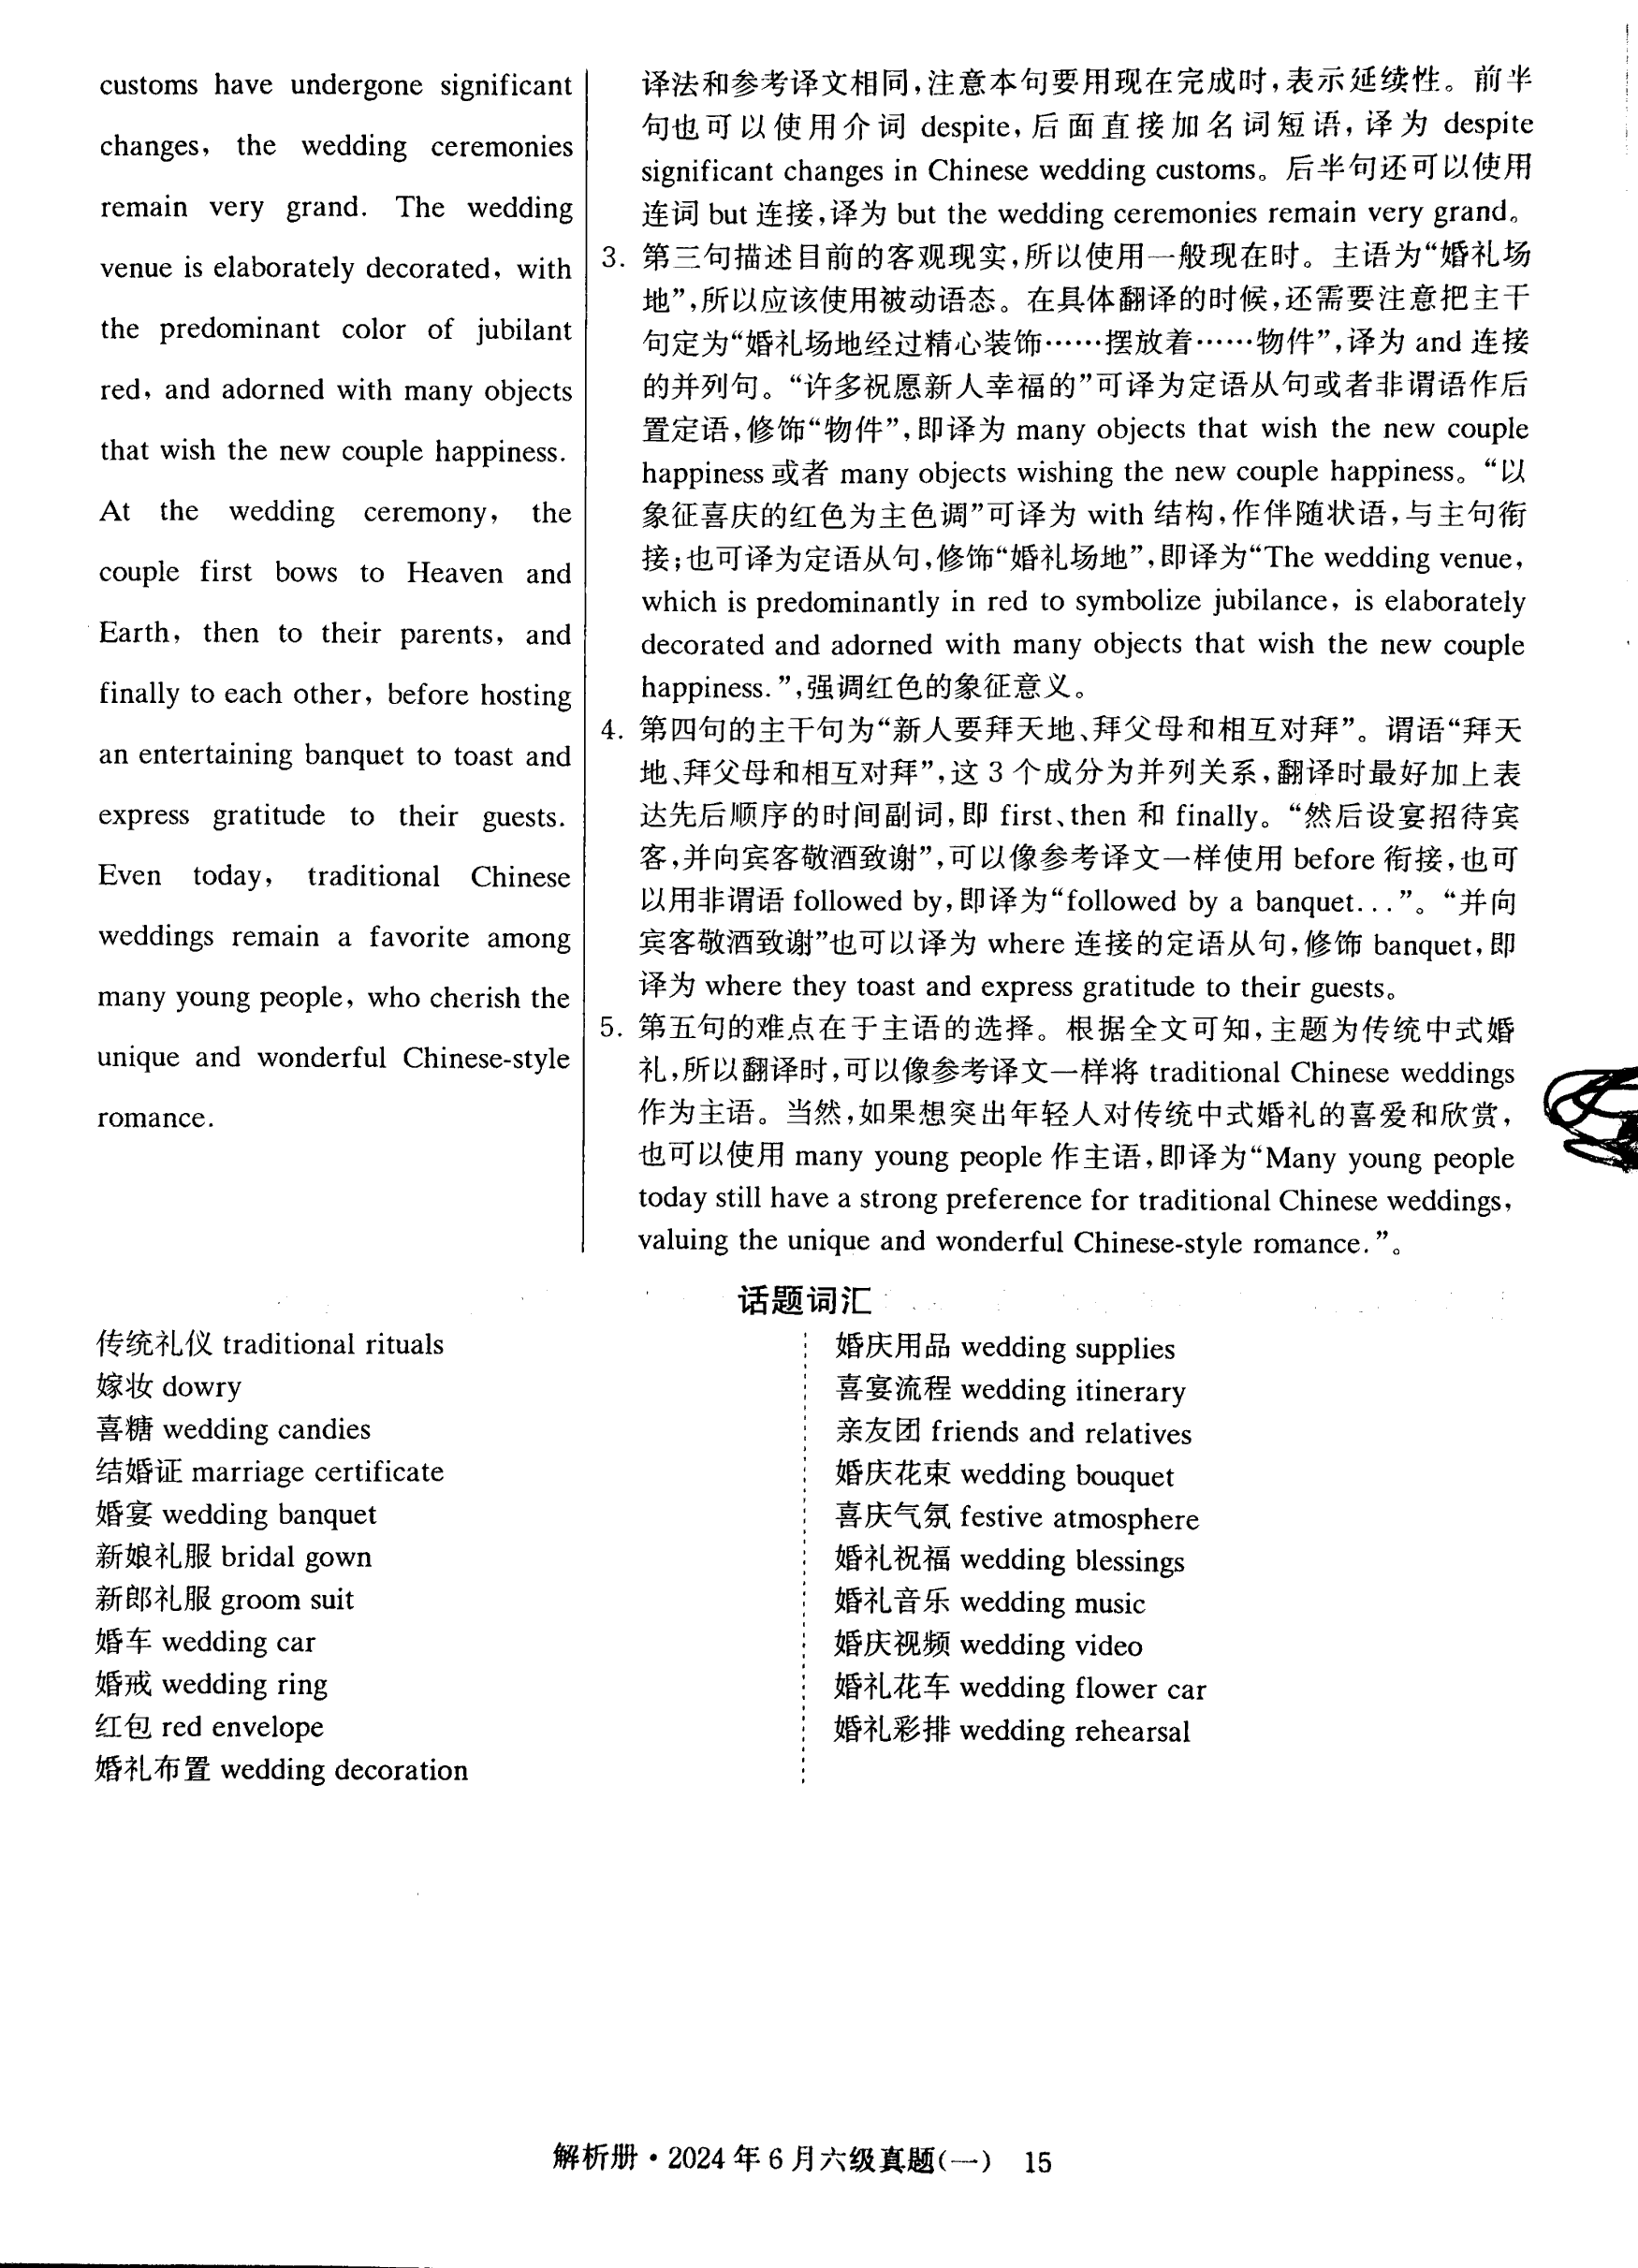 customs have undergone significant
changes, the wedding ceremonies
remain very grand. The wedding
venue is elaborately decorated, with
the predominant color of jubilant
red, and adorned with many objects
that wish the new couple happiness.
At the wedding ceremony, the
couple first bows to Heaven and
Earth, then to their parents, and
finally to each other, before hosting
an entertaining banquet to toast and
express gratitude to their guests.
Even today, traditional Chinese
weddings remain a favorite among
many young people, who cherish the
unique and wonderful Chinese-style
romance.
译法和参考译文相同,注意本句要用现在完成时,表示延续性。前半
句也可以使用介词 despite,后面直接加名词短语,译为 despite
significant changes in Chinese wedding customs。后半句还可以使用
连词 but 连接,译为 but the wedding ceremonies remain very grand。
3. 第三句描述目前的客观现实,所以使用一般现在时。主语为“婚礼场
地”,所以应该使用被动语态。在具体翻译的时候,还需要注意把主干
句定为“婚礼场地经过精心装饰……摆放着……物件”,译为 and 连接
的并列句。“许多祝愿新人幸福的”可译为定语从句或者非谓语作后
置定语,修饰“物件”,即译为 many objects that wish the new couple
happiness 或者 many objects wishing the new couple happiness。“以
象征喜庆的红色为主色调”可译为 with 结构,作伴随状语,与主句衔
接;也可译为定语从句,修饰“婚礼场地”,即译为“The wedding venue,
which is predominantly in red to symbolize jubilance, is elaborately
decorated and adorned with many objects that wish the new couple
happiness.”,强调红色的象征意义。
4. 第四句的主干句为“新人要拜天地、拜父母和相互对拜”。谓语“拜天
地、拜父母和相互对拜”,这 3 个成分为并列关系,翻译时最好加上表
达先后顺序的时间副词,即 first、then 和 finally。“然后设宴招待宾
客,并向宾客敬酒致谢”,可以像参考译文一样使用 before 衔接,也可
以用非谓语 followed by,即译为“followed by a banquet...”。“并向
宾客敬酒致谢”也可以译为 where 连接的定语从句,修饰 banquet,即
译为 where they toast and express gratitude to their guests。
5. 第五句的难点在于主语的选择。根据全文可知,主题为传统中式婚
礼,所以翻译时,可以像参考译文一样将 traditional Chinese weddings
作为主语。当然,如果想突出年轻人对传统中式婚礼的喜爱和欣赏,
也可以使用 many young people 作主语,即译为“Many young people
today still have a strong preference for traditional Chinese weddings,
valuing the unique and wonderful Chinese-style romance.”。
话题词汇
传统礼仪 traditional rituals
嫁妆 dowry
喜糖 wedding candies
结婚证 marriage certificate
婚宴 wedding banquet
新娘礼服 bridal gown
新郎礼服 groom suit
婚车 wedding car
婚戒 wedding ring
红包 red envelope
婚礼布置 wedding decoration
婚庆用品 wedding supplies
喜宴流程 wedding itinerary
亲友团 friends and relatives
婚庆花束 wedding bouquet
喜庆气氛 festive atmosphere
婚礼祝福 wedding blessings
婚礼音乐 wedding music
婚庆视频 wedding video
婚礼花车 wedding flower car
婚礼彩排 wedding rehearsal
解析册·2024 年 6 月六级真题(一) 15